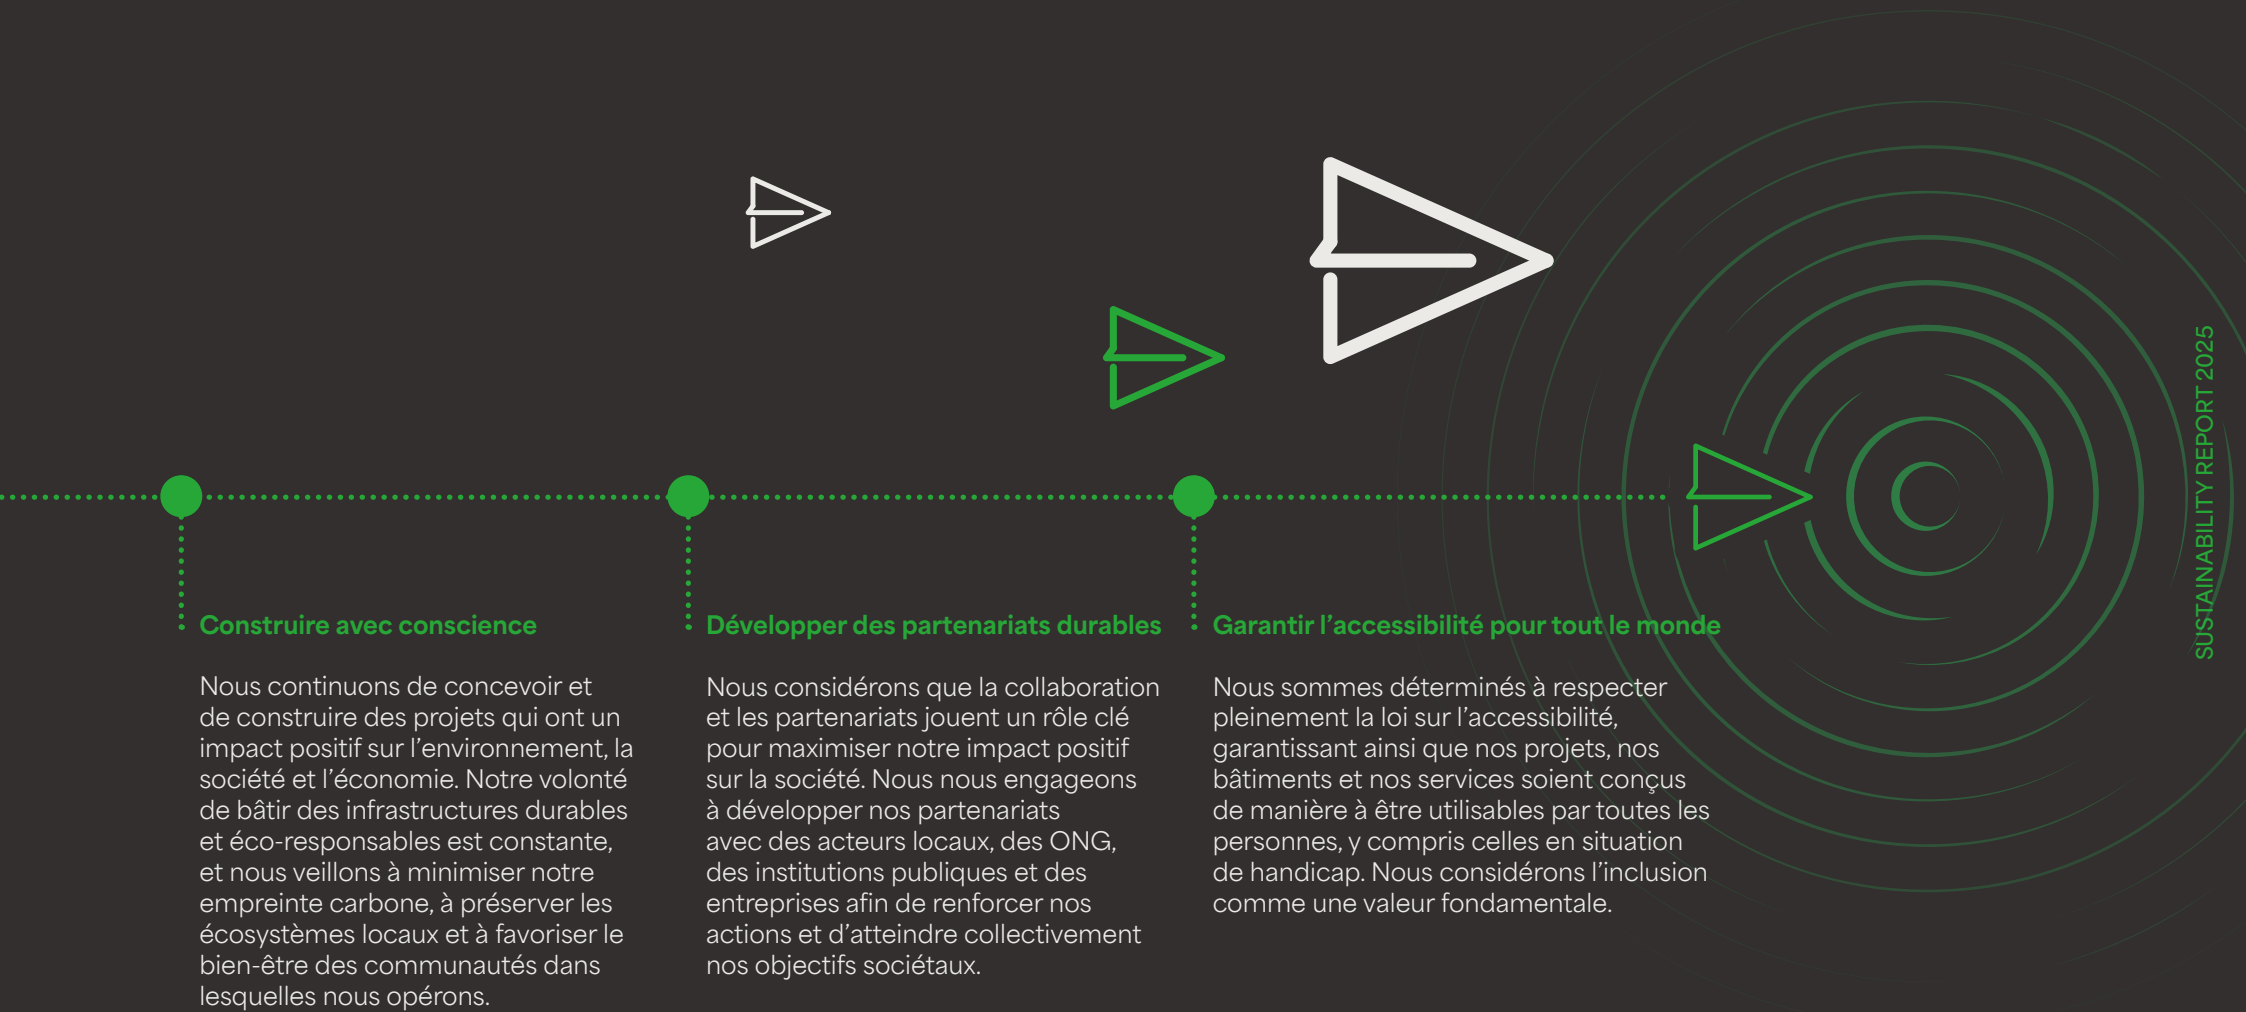 Construire avec conscience
Nous continuons de concevoir et
de construire des projets qui ont un
impact positif sur l’environnement, la
société et l’économie. Notre volonté
de bâtir des infrastructures durables
et éco-responsables est constante,
et nous veillons à minimiser notre
empreinte carbone, à préserver les
écosystèmes locaux et à favoriser le
bien-être des communautés dans
lesquelles nous opérons.
Développer des partenariats durables
Nous considérons que la collaboration
et les partenariats jouent un rôle clé
pour maximiser notre impact positif
sur la société. Nous nous engageons
à développer nos partenariats
avec des acteurs locaux, des ONG,
des institutions publiques et des
entreprises afin de renforcer nos
actions et d’atteindre collectivement
nos objectifs sociétaux.
Garantir l’accessibilité pour tout le monde
Nous sommes déterminés à respecter
pleinement la loi sur l’accessibilité,
garantissant ainsi que nos projets, nos
bâtiments et nos services soient conçus
de manière à être utilisables par toutes les
personnes, y compris celles en situation
de handicap. Nous considérons l’inclusion
comme une valeur fondamentale.
SUSTAINABILITY REPORT 2025